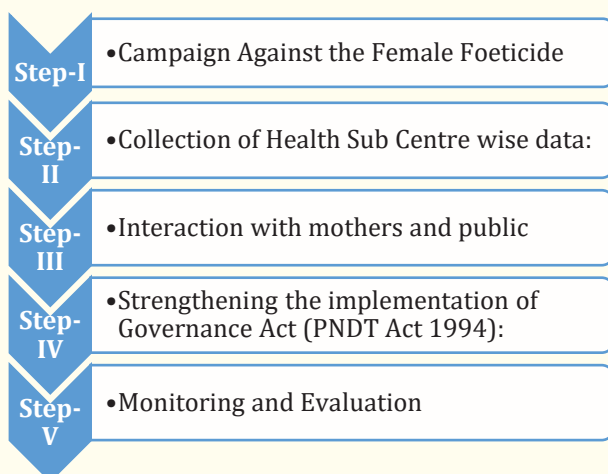 Step-I
•Campaign Against the Female Foeticide
Step-
II
•Collection of Health Sub Centre wise data:
Step-
III
•Interaction with mothers and public
Step-
IV
•Strengthening the implementation of
Governance Act (PNDT Act 1994):
Step-
V
•Monitoring and Evaluation